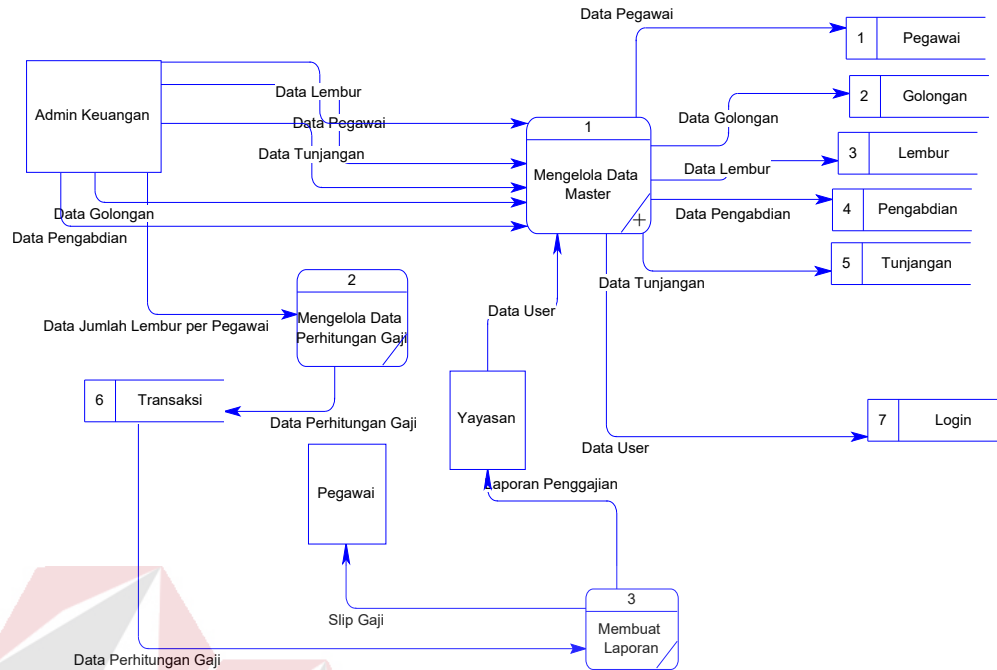 Data Pegawai
1 Pegawai
Admin Keuangan
Data Lembur
Data Pegawai
Data Tunjangan
Data Golongan
Data Pengabdian
1
Mengelola Data
Master
Data Golongan
2 Golongan
Data Lembur
3 Lembur
Data Pengabdian
4 Pengabdian
Data Tunjangan
5 Tunjangan
2
Mengelola Data
Perhitungan Gaji
Data Jumlah Lembur per Pegawai
Data User
6 Transaksi
Data Perhitungan Gaji
Yayasan
7 Login
Data User
Pegawai
Laporan Penggajian
Slip Gaji
3
Membuat
Laporan
Data Perhitungan Gaji